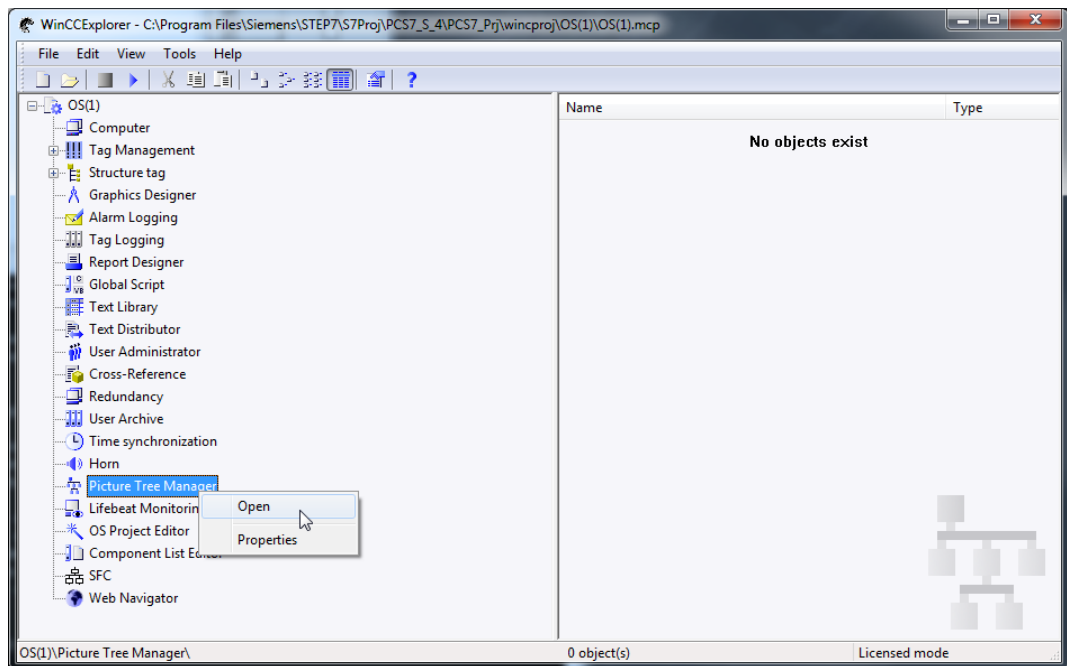 WinCCExplorer - C:\Program Files\Siemens\STEP7\S7Proj\PCS7_S_4\PCS7_Prj\wincproj\OS(1)\OS(1).mcp
File Edit View Tools Help
OS(1)
Computer
Tag Management
Structure tag
Graphics Designer
Alarm Logging
Tag Logging
Report Designer
Global Script
Text Library
Text Distributor
User Administrator
Cross-Reference
Redundancy
User Archive
Time synchronization
Horn
Picture Tree Manager
Lifebeat Monitorin
OS Project Editor
Component List Editor
SFC
Web Navigator
Open
Properties
Name Type
No objects exist
OS(1)\Picture Tree Manager\ 0 object(s) Licensed mode